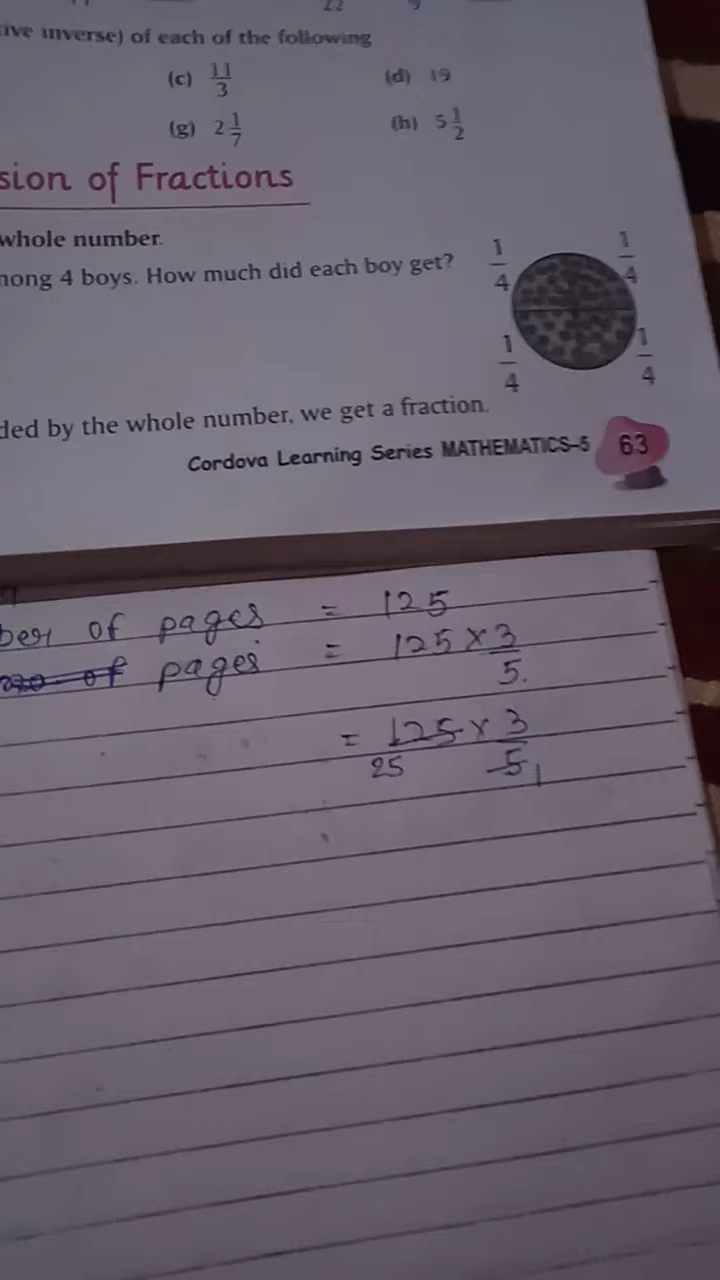 22 9
ive inverse) of each of the following
(c) 11/3 (d) 19
(g) 2 1/7 (h) 5 1/2
sion of Fractions
whole number.
nong 4 boys. How much did each boy get?
1/4 1/4
1/4 1/4
ded by the whole number, we get a fraction.
Cordova Learning Series MATHEMATICS–5 63
ber of pages = 125
of pages = 125 × 3/5.
= 125 × 3/5
25 1